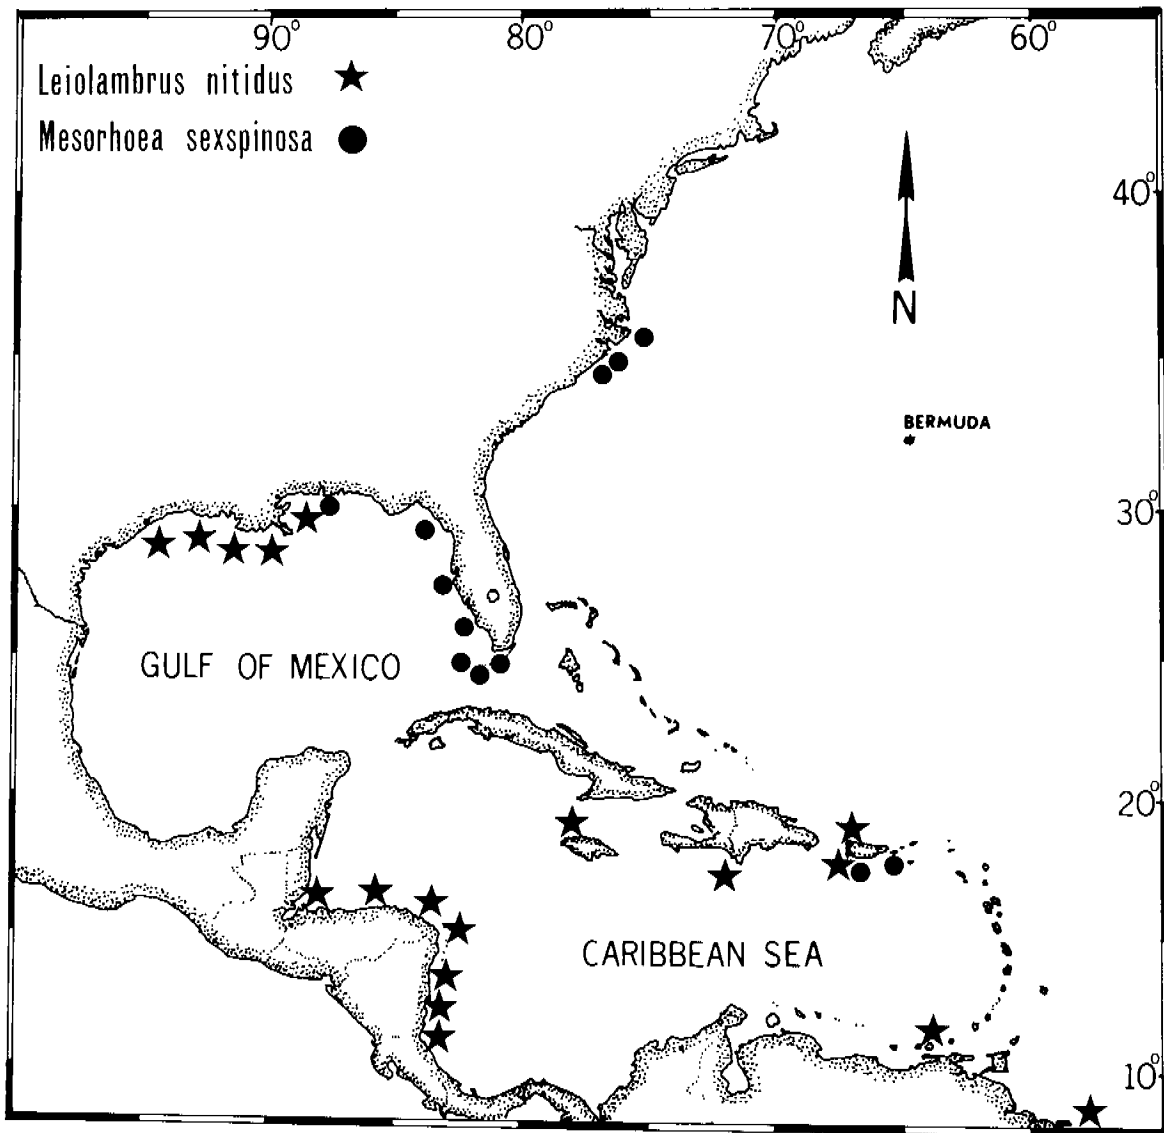 90° 80° 70° 60°
Leiolambrus nitidus
Mesorhoea sexspinosa
40°
N
BERMUDA
30°
GULF OF MEXICO
20°
CARIBBEAN SEA
10°